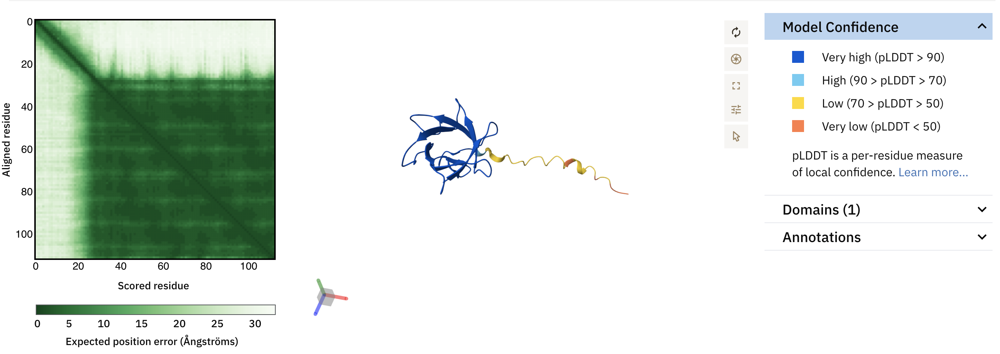 0
20
40
60
80
100
Aligned residue
0 20 40 60 80 100
Scored residue
0 5 10 15 20 25 30
Expected position error (Ångströms)
Model Confidence
Very high (pLDDT > 90)
High (90 > pLDDT > 70)
Low (70 > pLDDT > 50)
Very low (pLDDT < 50)
pLDDT is a per-residue measure
of local confidence. Learn more...
Domains (1)
Annotations